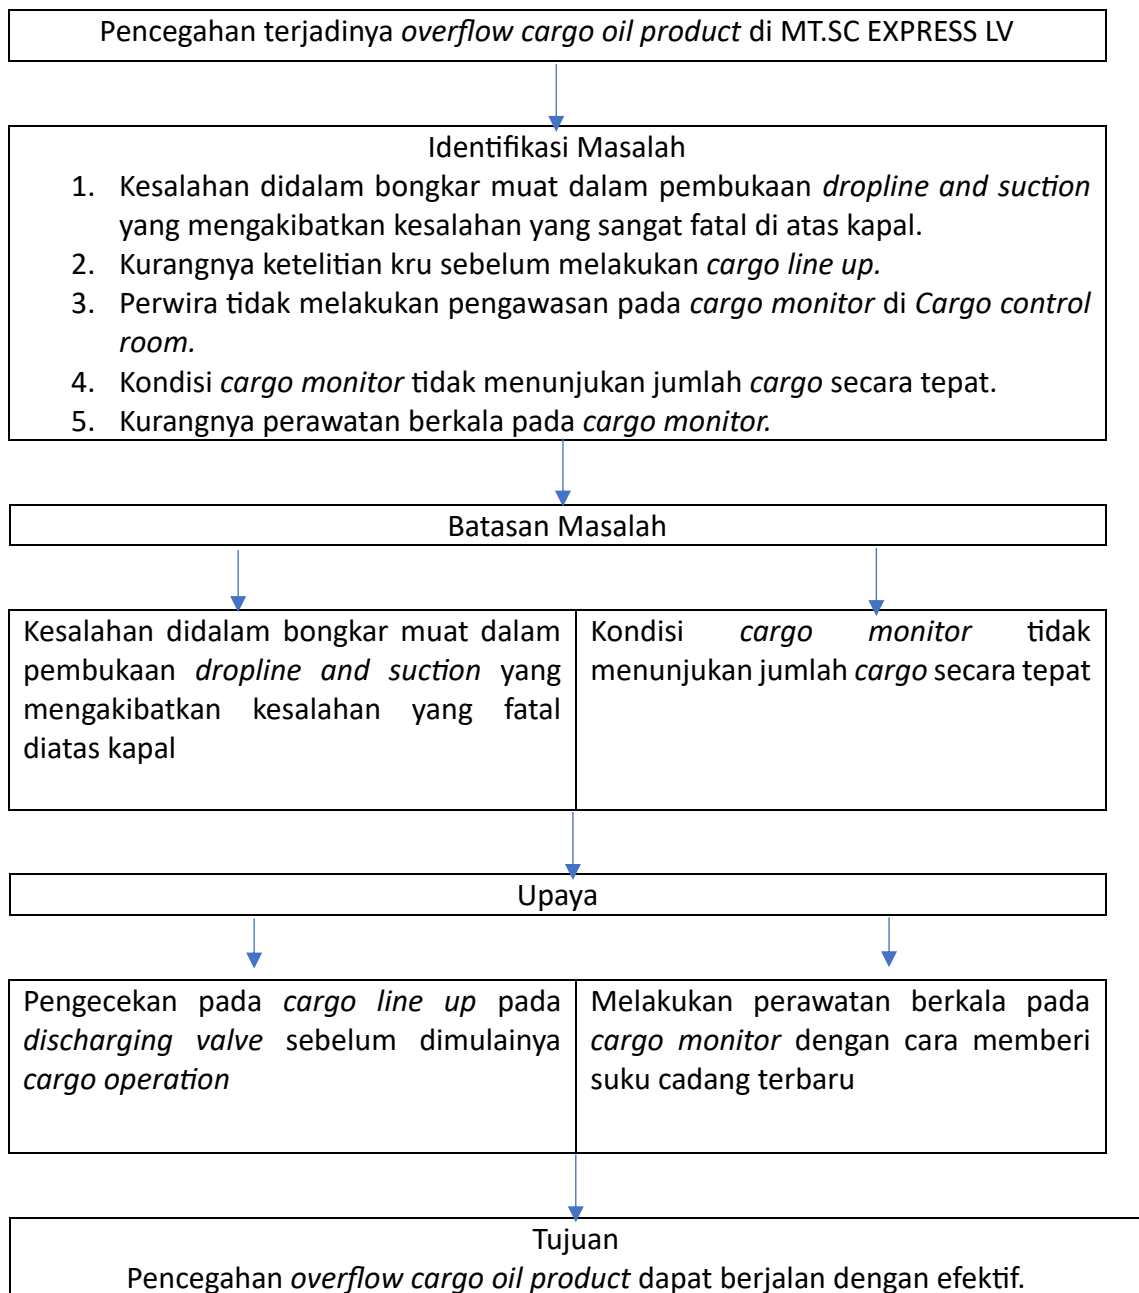 Pencegahan terjadinya overflow cargo oil product di MT.SC EXPRESS LV
Identifikasi Masalah
1. Kesalahan didalam bongkar muat dalam pembukaan dropline and suction
yang mengakibatkan kesalahan yang sangat fatal di atas kapal.
2. Kurangnya ketelitian kru sebelum melakukan cargo line up.
3. Perwira tidak melakukan pengawasan pada cargo monitor di Cargo control
room.
4. Kondisi cargo monitor tidak menunjukan jumlah cargo secara tepat.
5. Kurangnya perawatan berkala pada cargo monitor.
Batasan Masalah
Kesalahan didalam bongkar muat dalam
pembukaan dropline and suction yang
mengakibatkan kesalahan yang fatal
diatas kapal
Kondisi cargo monitor tidak
menunjukan jumlah cargo secara tepat
Upaya
Pengecekan pada cargo line up pada
discharging valve sebelum dimulainya
cargo operation
Melakukan perawatan berkala pada
cargo monitor dengan cara memberi
suku cadang terbaru
Tujuan
Pencegahan overflow cargo oil product dapat berjalan dengan efektif.